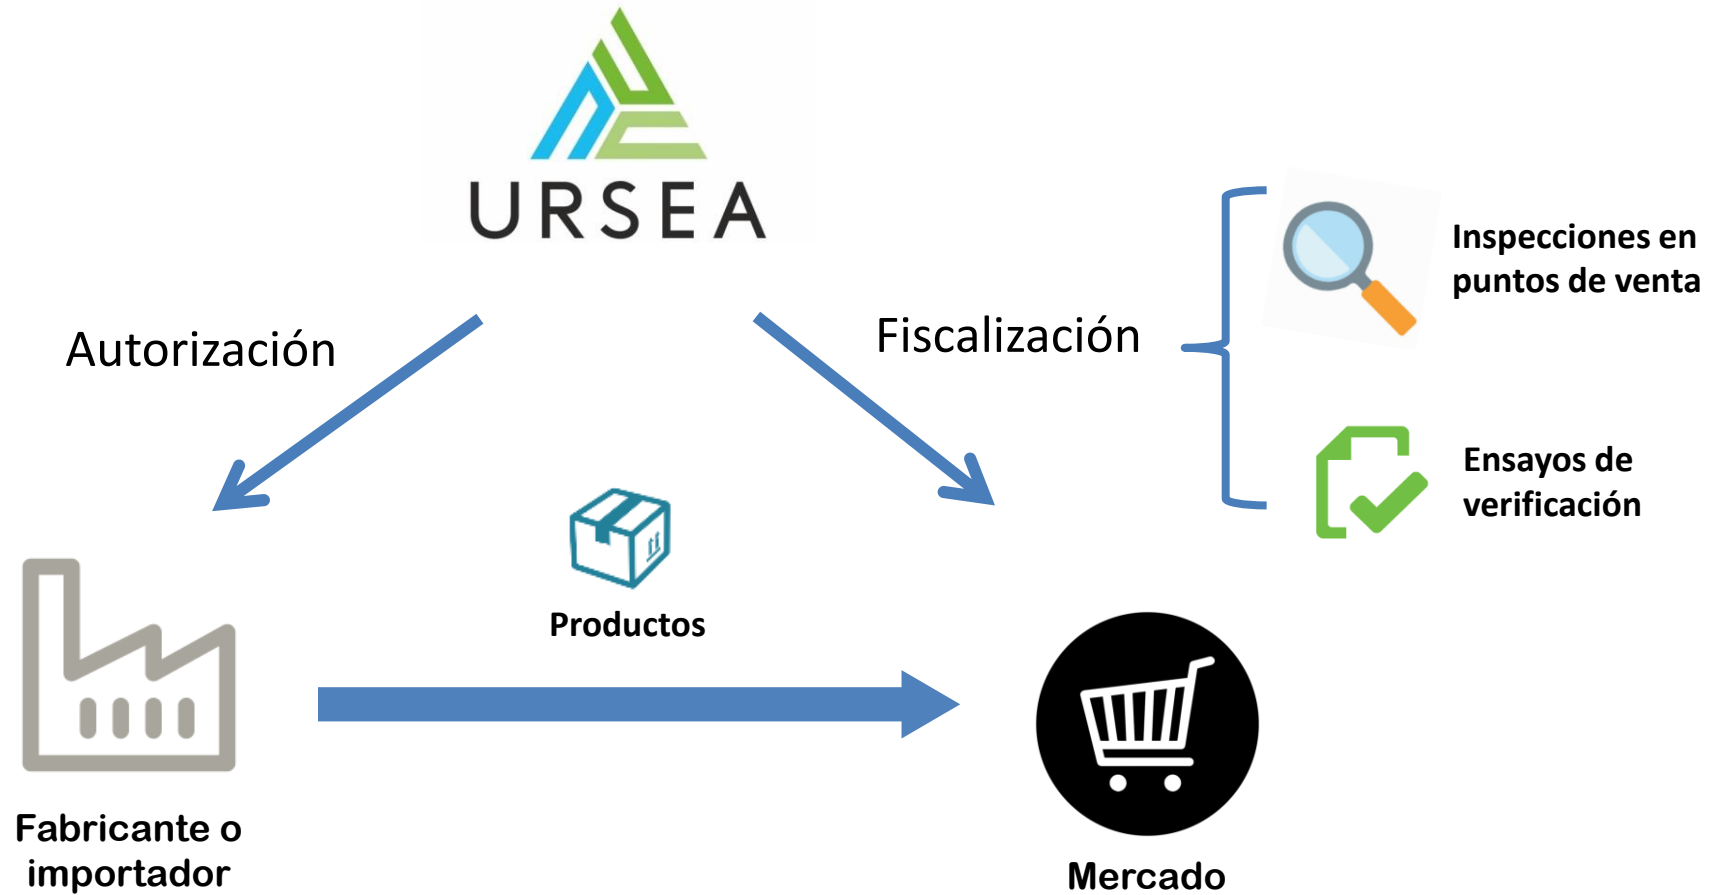 URSEA
Autorización
Fiscalización
Inspecciones en
puntos de venta
Ensayos de
verificación
Productos
Fabricante o
importador
Mercado